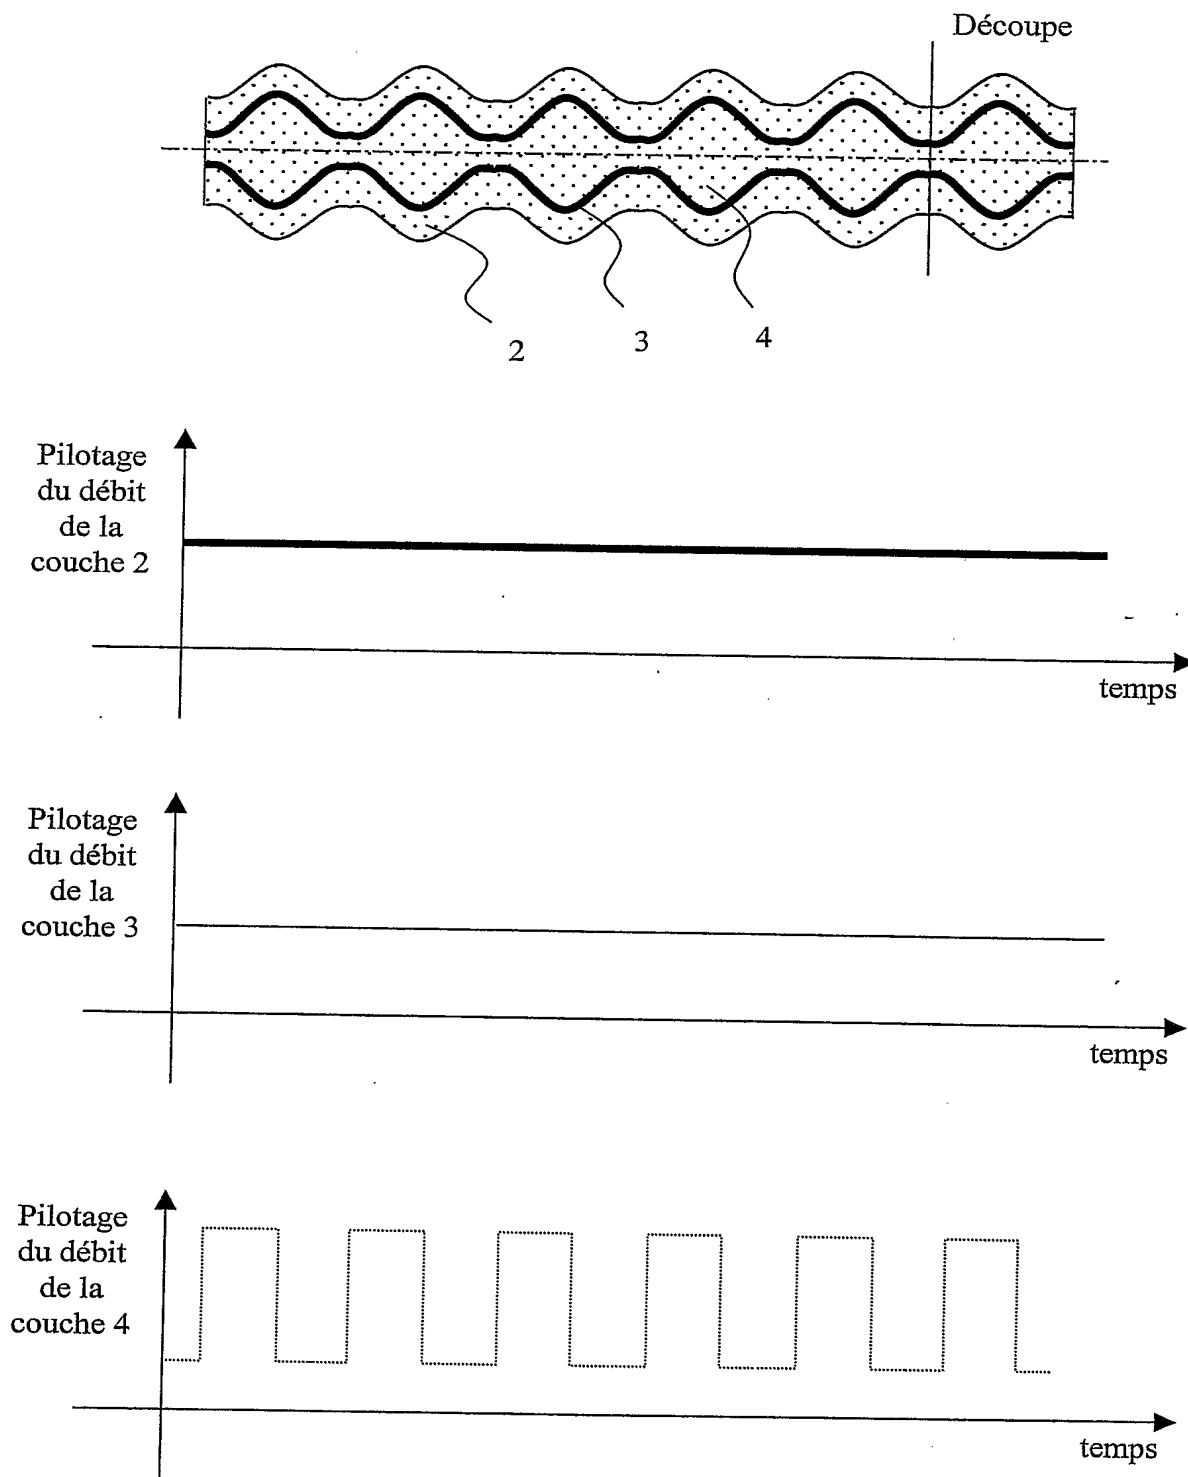 Découpe
2
3
4
Pilotage
du débit
de la
couche 2
temps
Pilotage
du débit
de la
couche 3
temps
Pilotage
du débit
de la
couche 4
temps